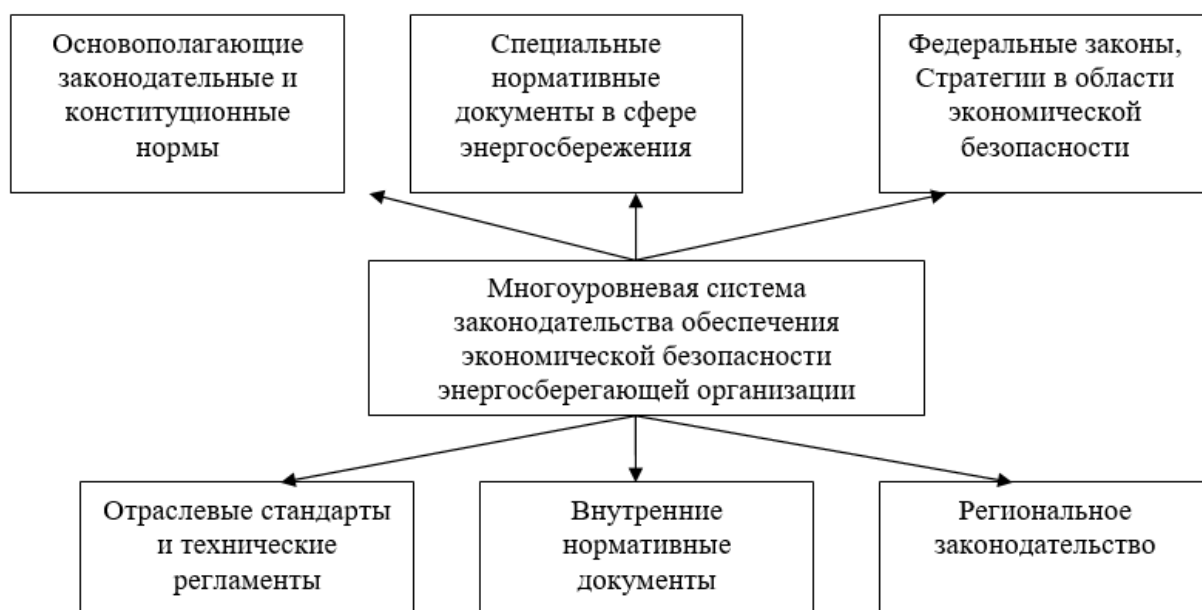 Основополагающие
законодательные и
конституционные
нормы
Специальные
нормативные
документы в сфере
энергосбережения
Федеральные законы,
Стратегии в области
экономической
безопасности
Многоуровневая система
законодательства обеспечения
экономической безопасности
энергосберегающей организации
Отраслевые стандарты
и технические
регламенты
Внутренние
нормативные
документы
Региональное
законодательство